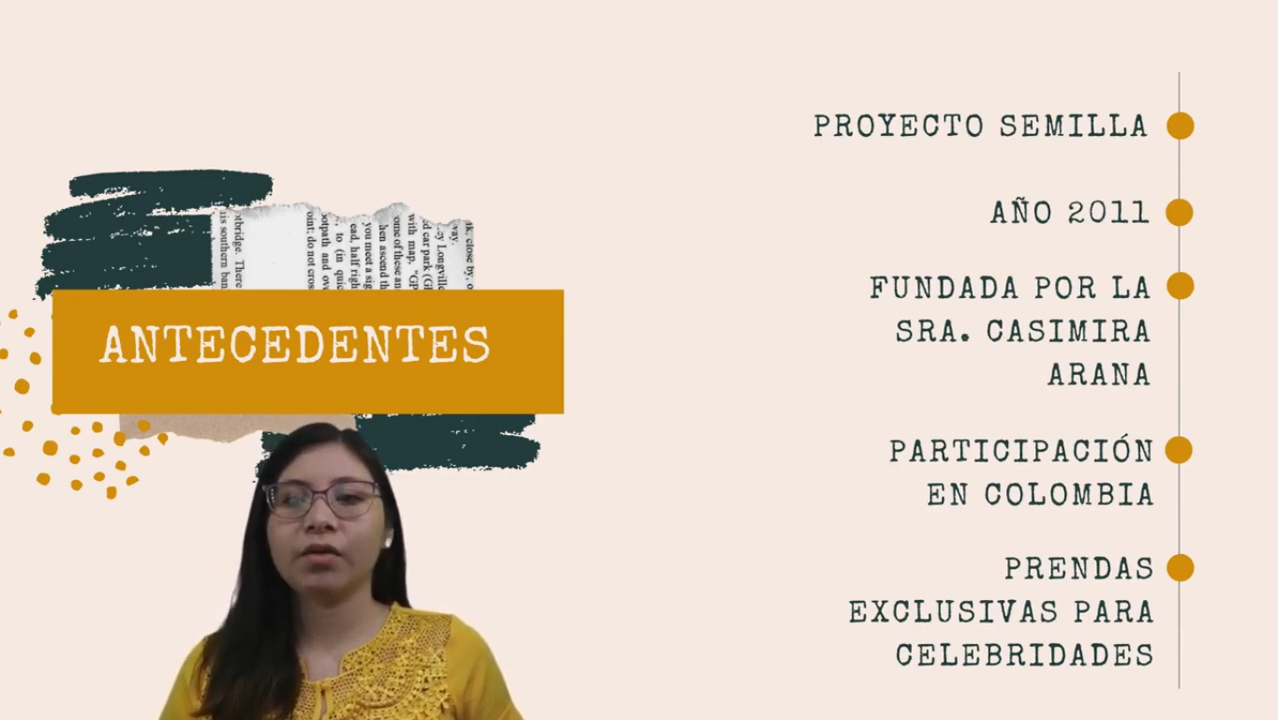 ANTECEDENTES
PROYECTO SEMILLA
AÑO 2011
FUNDADA POR LA
SRA. CASIMIRA
ARANA
PARTICIPACIÓN
EN COLOMBIA
PRENDAS
EXCLUSIVAS PARA
CELEBRIDADES